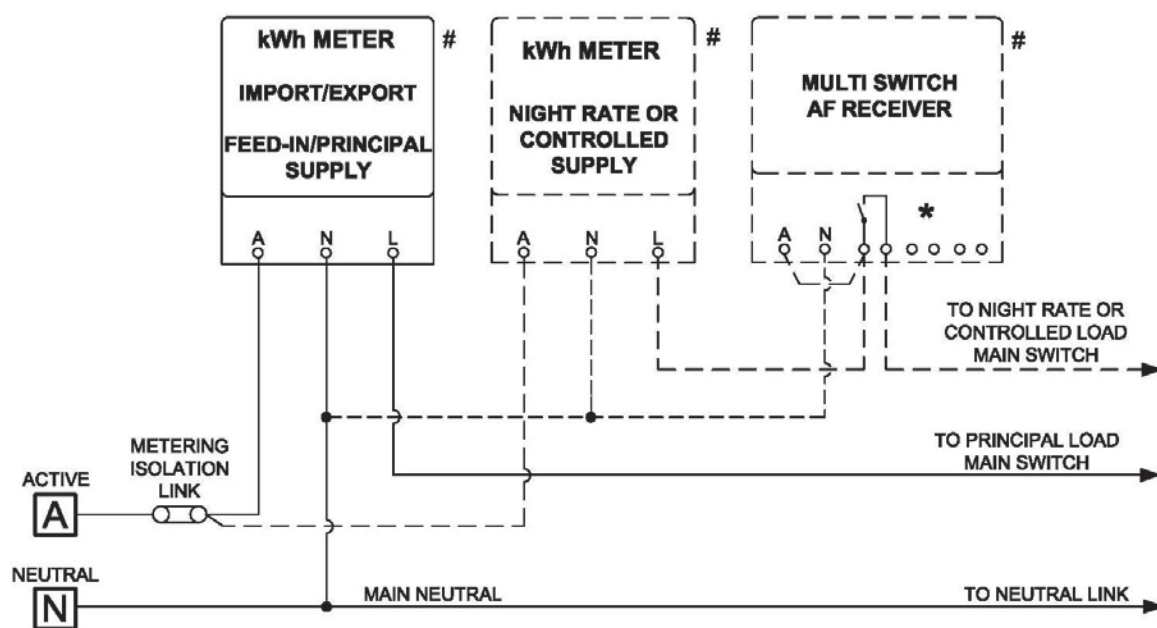 kWh METER
IMPORT/EXPORT
FEED-IN/PRINCIPAL
SUPPLY
#
A N L
kWh METER
NIGHT RATE OR
CONTROLLED
SUPPLY
#
A N L
MULTI SWITCH
AF RECEIVER
#
*
A N
TO NIGHT RATE OR
CONTROLLED LOAD
MAIN SWITCH
TO PRINCIPAL LOAD
MAIN SWITCH
METERING
ISOLATION
LINK
ACTIVE
A
NEUTRAL
N
MAIN NEUTRAL
TO NEUTRAL LINK